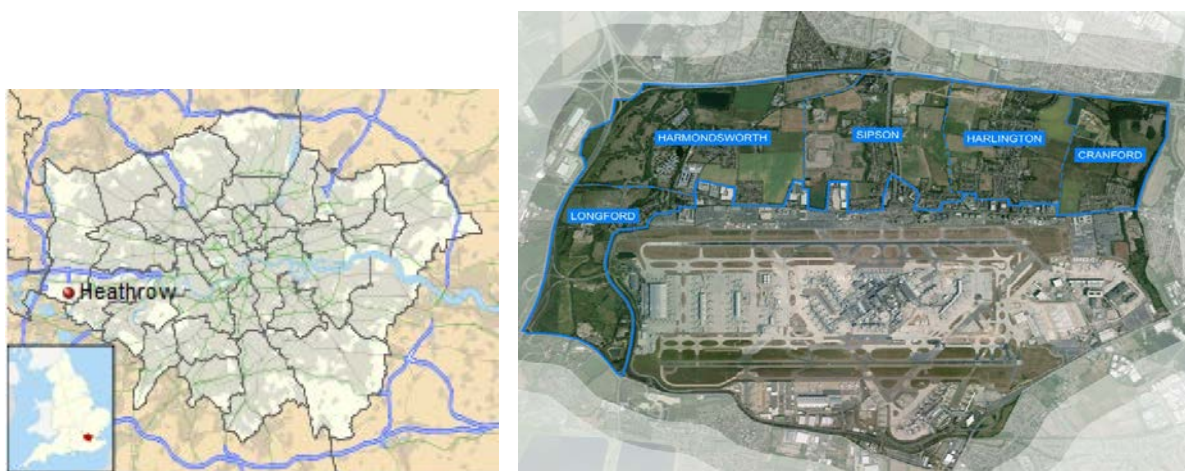 Heathrow
HARMONDSWORTH
SIPSON
HARLINGTON
CRANFORD
LONGFORD